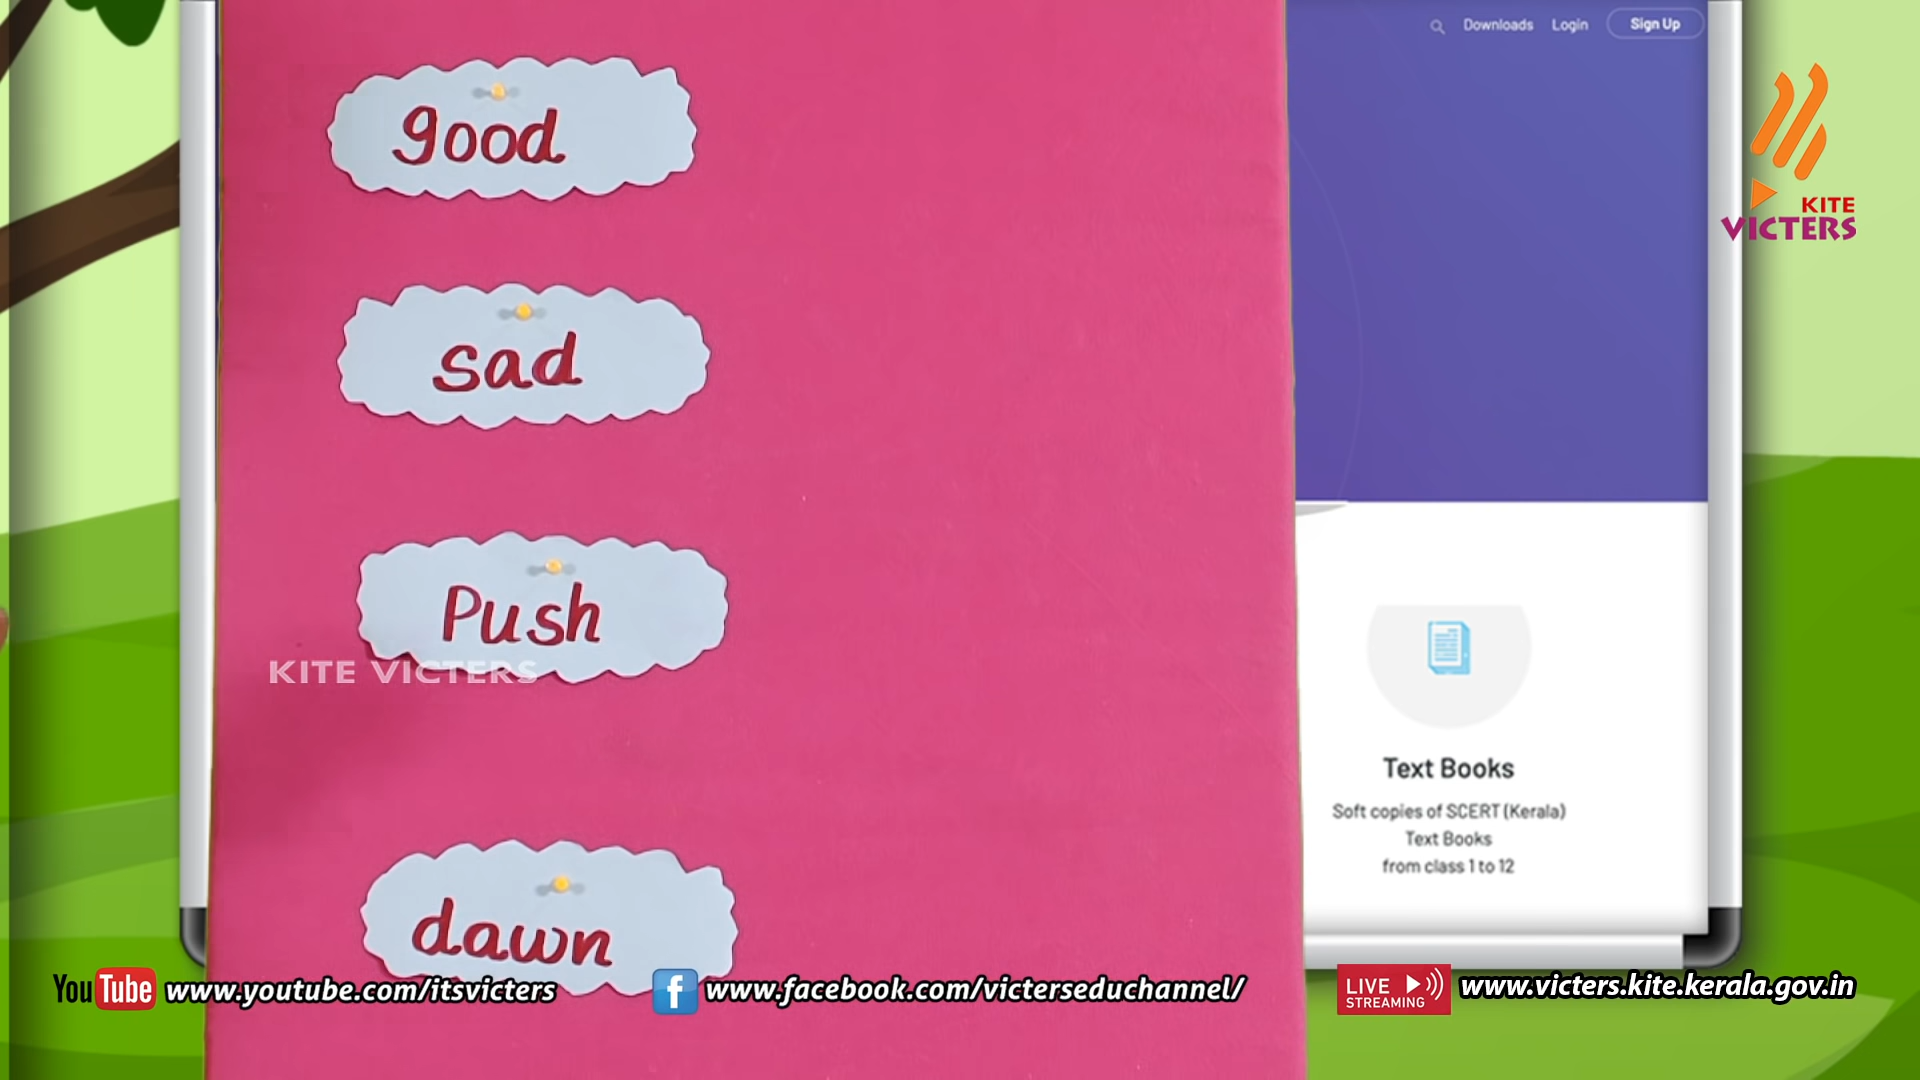 good
sad
Push
dawn
KITE VICTERS
Downloads Login Sign Up
KITE
VICTERS
Text Books
Soft copies of SCERT (Kerala)
Text Books
from class 1 to 12
YouTube www.youtube.com/itsvicters
f www.facebook.com/victerseduchannel/
LIVE
STREAMING
www.victers.kite.kerala.gov.in